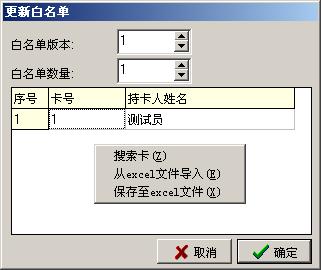 更新白名单
白名单版本: 1
白名单数量: 1
序号 卡号 持卡人姓名
1 1 测试员
搜索卡(Z)
从excel文件导入(E)
保存至excel文件(X)
取消 确定